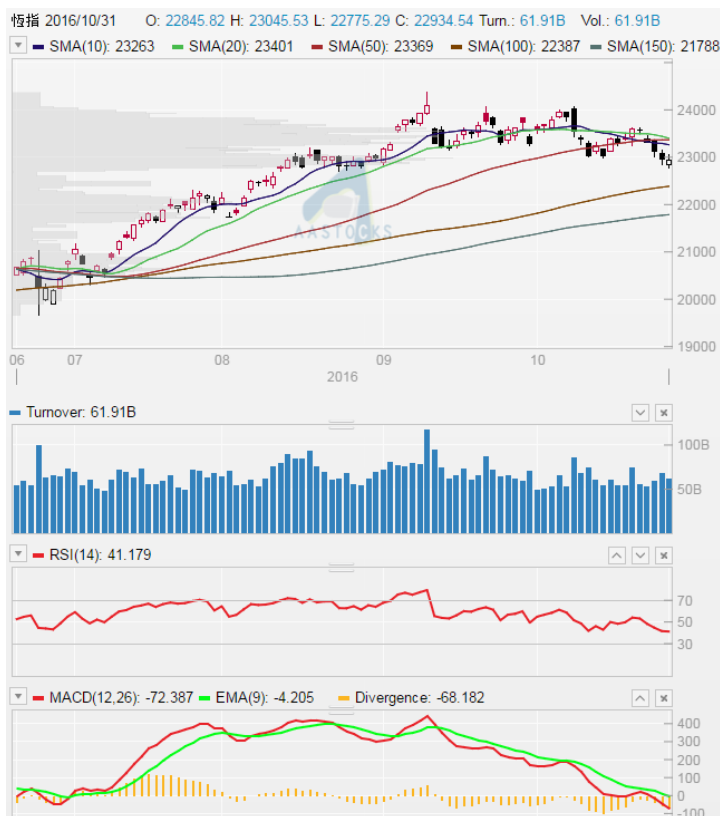 恆指 2016/10/31 O: 22845.82 H: 23045.53 L: 22775.29 C: 22934.54 Turn.: 61.91B Vol.: 61.91B
SMA(10): 23263 SMA(20): 23401 SMA(50): 23369 SMA(100): 22387 SMA(150): 21788
24000
23000
22000
AASTOCKS
21000
20000
19000
06 07 08 09 10
2016
Turnover: 61.91B
100B
50B
RSI(14): 41.179
70
50
30
MACD(12,26): -72.387 EMA(9): -4.205 Divergence: -68.182
400
300
200
100
0
-100